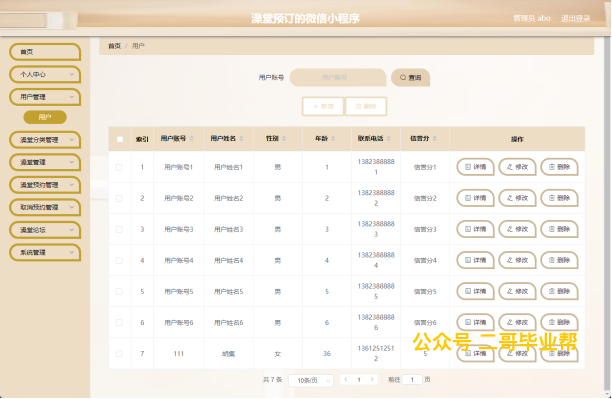 澡堂预订的微信小程序
管理员 abo 退出登录
首页
个人中心
用户管理
用户
澡堂分类管理
澡堂管理
澡堂预约管理
取消预约管理
澡堂论坛
系统管理
首页 / 用户
用户账号 用户账号 查询
+ 新增 删除
索引 用户账号 用户姓名 性别 年龄 联系电话 信誉分 操作
1 用户账号1 用户姓名1 男 1 13823888881 信誉分1 详情 修改 删除
2 用户账号2 用户姓名2 男 2 13823888882 信誉分2 详情 修改 删除
3 用户账号3 用户姓名3 男 3 13823888883 信誉分3 详情 修改 删除
4 用户账号4 用户姓名4 男 4 13823888884 信誉分4 详情 修改 删除
5 用户账号5 用户姓名5 男 5 13823888885 信誉分5 详情 修改 删除
6 用户账号6 用户姓名6 男 6 13823888886 信誉分6 详情 修改 删除
7 111 胡集 女 36 13612512512 5 详情 修改 删除
公众号 二哥毕业帮
共 7 条 10条/页 1 前往 1 页